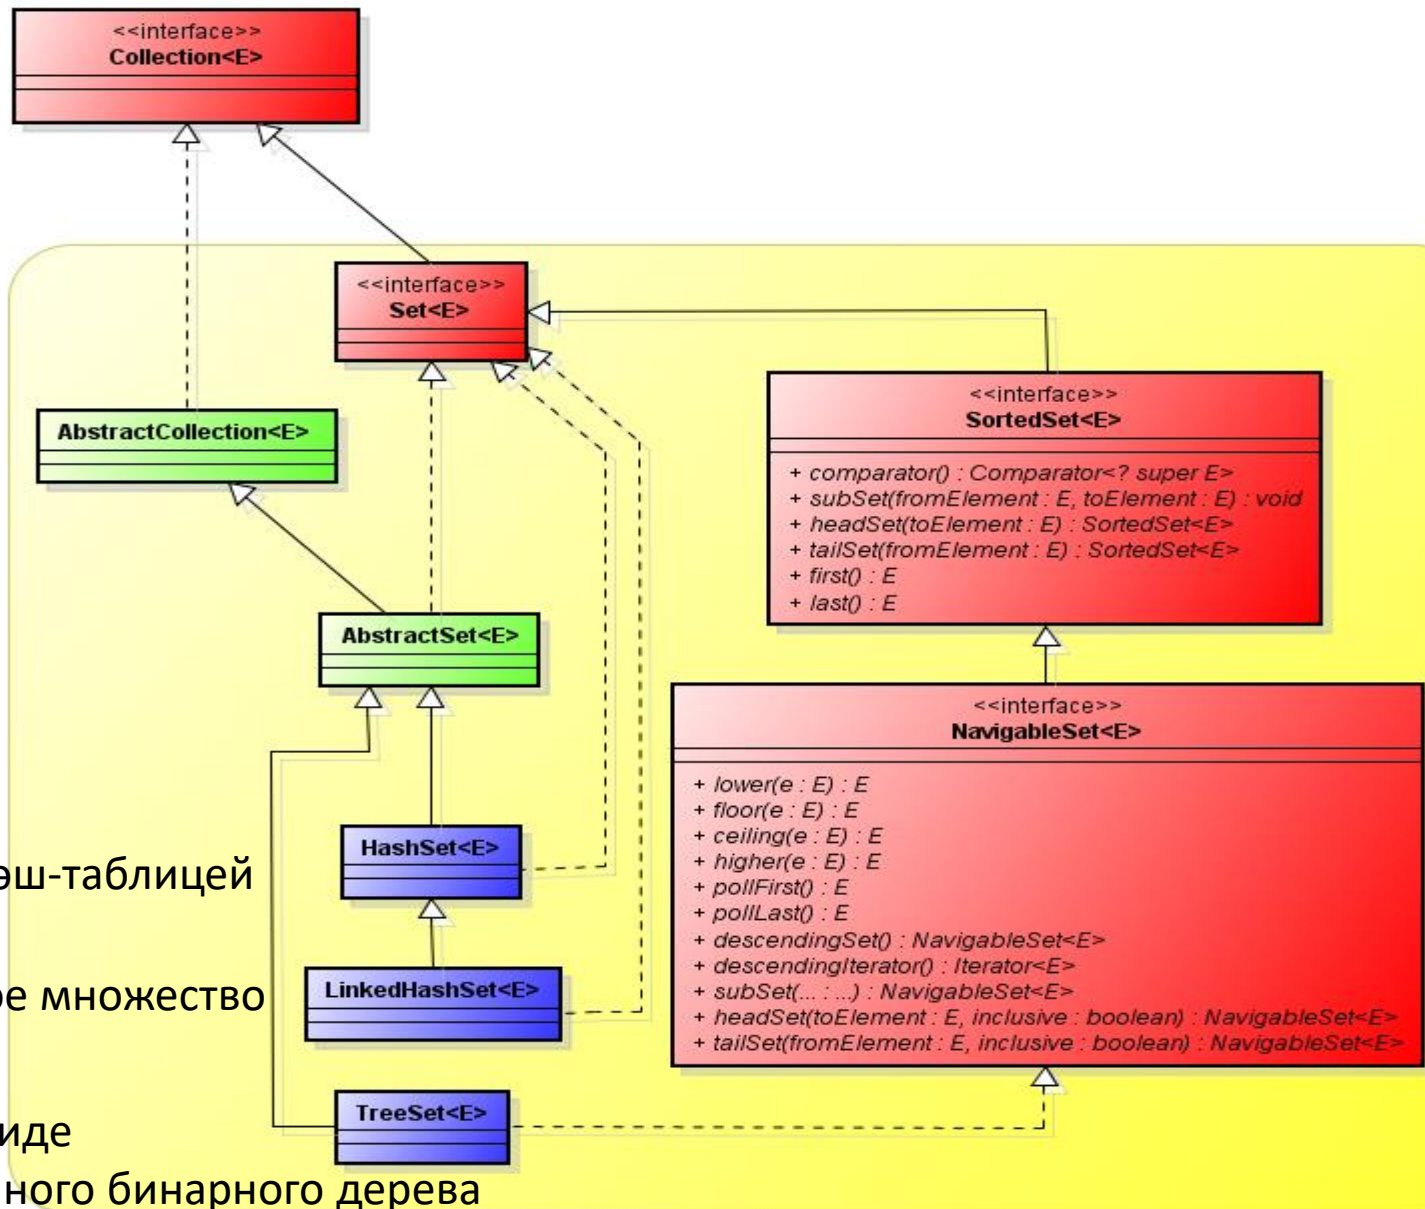 <<interface>>
Collection<E>
<<interface>>
Set<E>
<<interface>>
SortedSet<E>
+ comparator() : Comparator<? super E>
+ subSet(fromElement : E, toElement : E) : void
+ headSet(toElement : E) : SortedSet<E>
+ tailSet(fromElement : E) : SortedSet<E>
+ first() : E
+ last() : E
AbstractCollection<E>
AbstractSet<E>
<<interface>>
NavigableSet<E>
+ lower(e : E) : E
+ floor(e : E) : E
+ ceiling(e : E) : E
+ higher(e : E) : E
+ pollFirst() : E
+ pollLast() : E
+ descendingSet() : NavigableSet<E>
+ descendingIterator() : Iterator<E>
+ subSet(... : ...) : NavigableSet<E>
+ headSet(toElement : E, inclusive : boolean) : NavigableSet<E>
+ tailSet(fromElement : E, inclusive : boolean) : NavigableSet<E>
HashSet<E>
эш-таблицей
LinkedHashSet<E>
ое множество
TreeSet<E>
иде
ного бинарного дерева